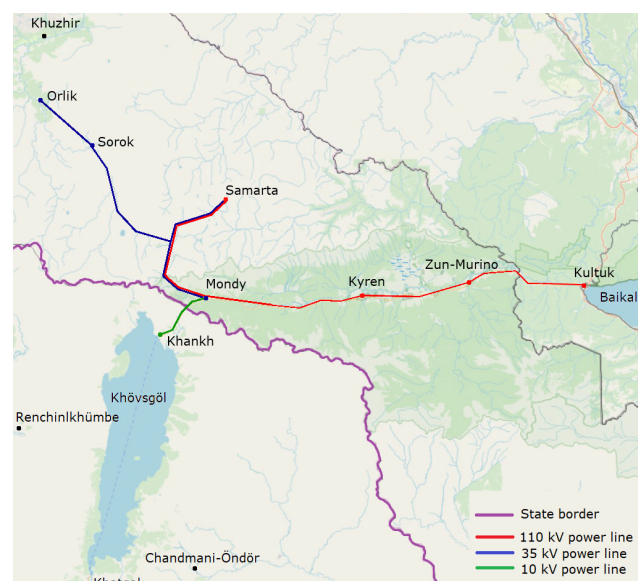 Khuzhir
Orlik
Sorok
Samarta
Mondy
Kyren
Zun-Murino
Kultuk
Baikal
Khankh
Khövsgöl
Renchinlkhümbe
Chandmani-Öndör
State border
110 kV power line
35 kV power line
10 kV power line